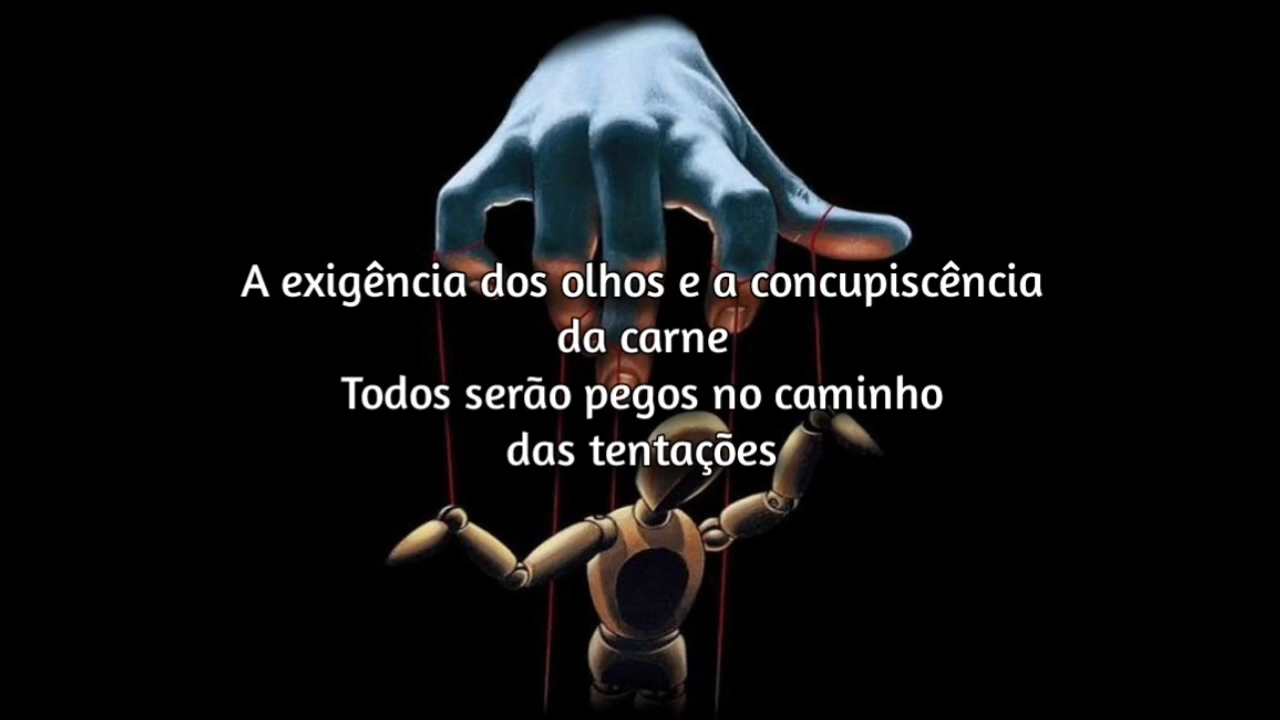 A exigência dos olhos e a concupiscência
da carne
Todos serão pegos no caminho
das tentações